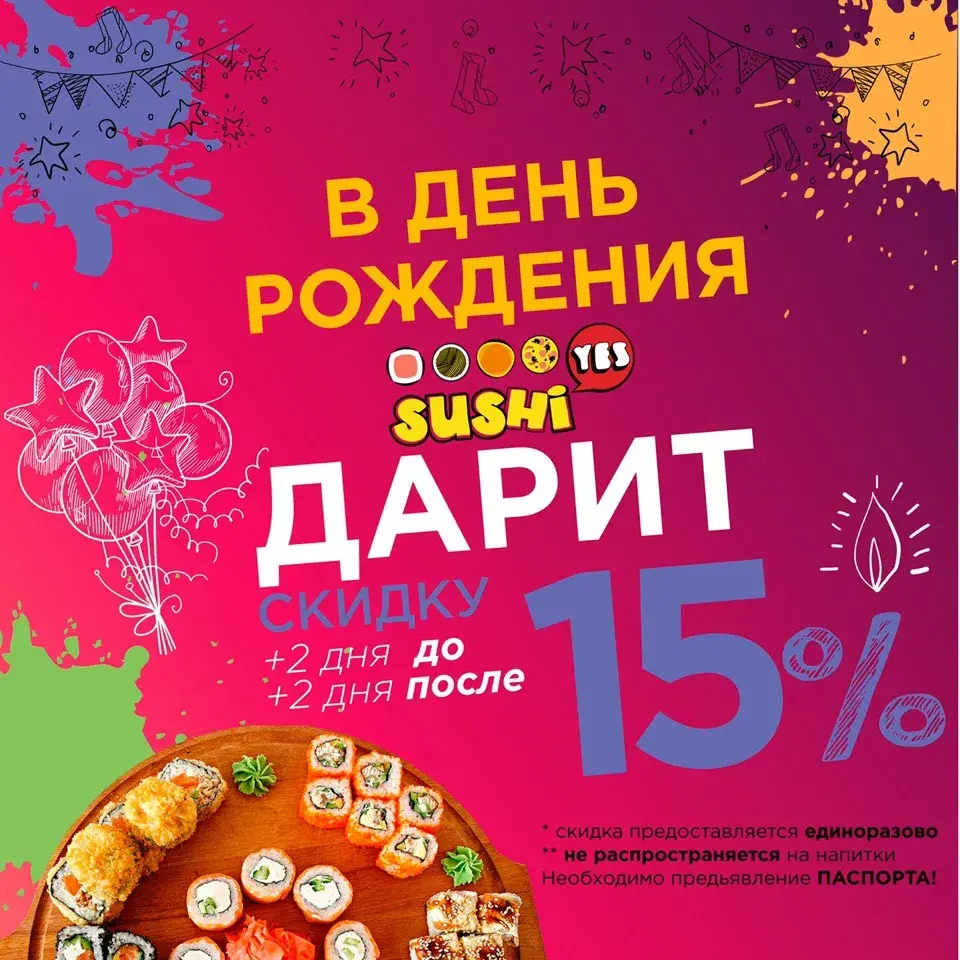 В ДЕНЬ
РОЖДЕНИЯ
YES
SUSHi
ДАРИТ
СКИДКУ
15%
+2 ДНЯ ДО
+2 ДНЯ после
* скидка предоставляется единоразово
** не распространяется на напитки
Необходимо предьявление ПАСПОРТА!